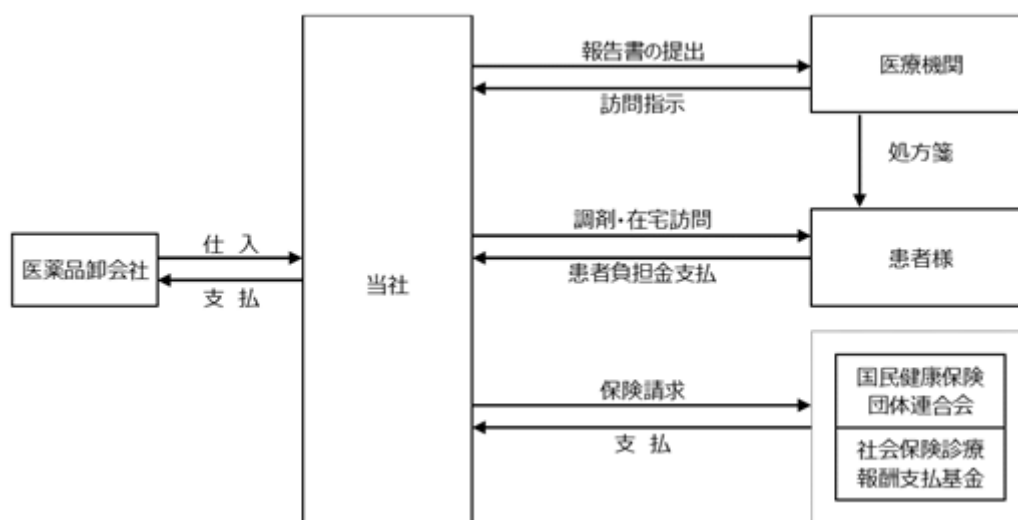 報告書の提出
医療機関
訪問指示
処方箋
調剤・在宅訪問
仕 入
医薬品卸会社
当社
患者様
患者負担金支払
支 払
保険請求
国民健康保険
団体連合会
支 払
社会保険診療
報酬支払基金